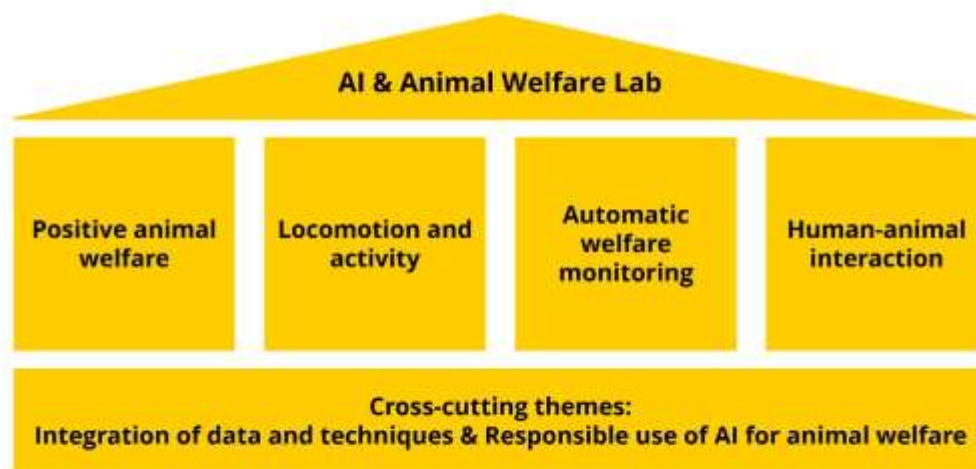 AI & Animal Welfare Lab
Positive animal
welfare
Locomotion and
activity
Automatic
welfare
monitoring
Human-animal
interaction
Cross-cutting themes:
Integration of data and techniques & Responsible use of AI for animal welfare